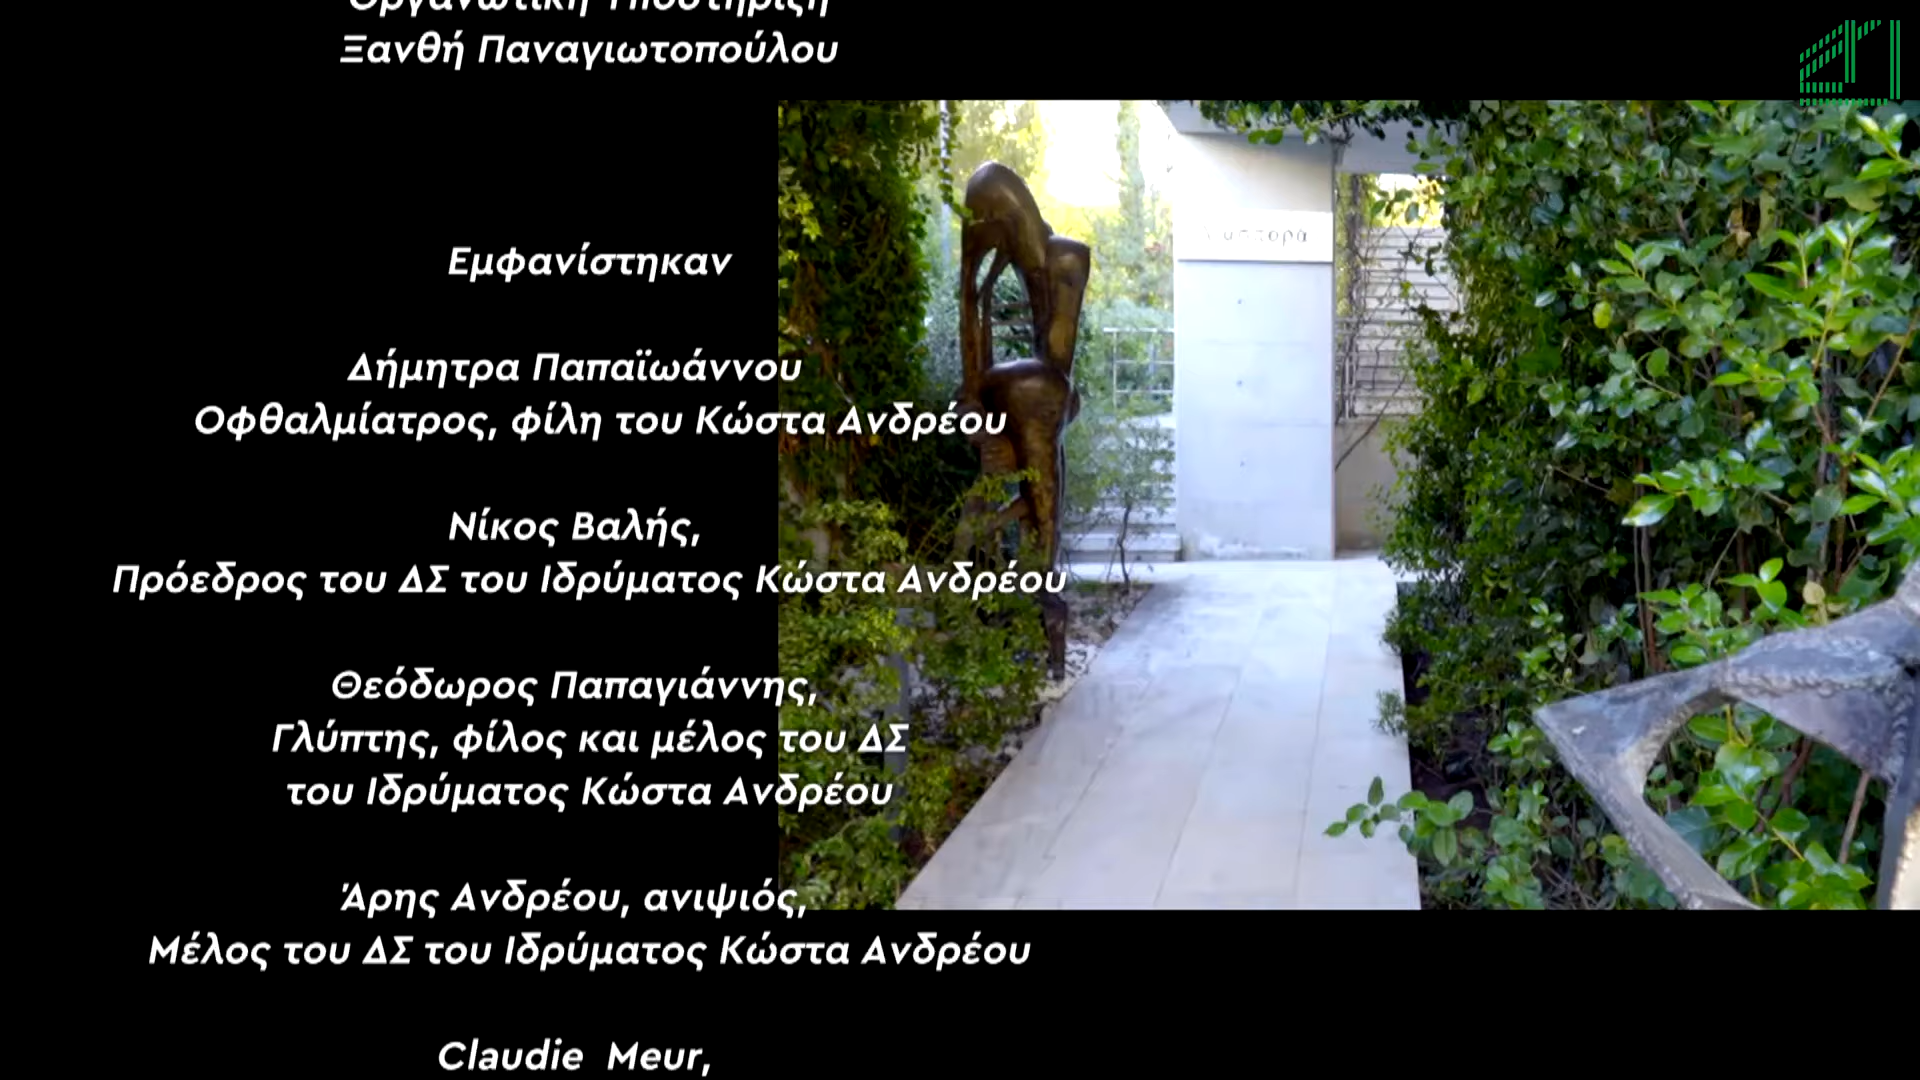 Οργανωτική Υποστήριξη
Ξανθή Παναγιωτοπούλου
Εμφανίστηκαν
Δήμητρα Παπαϊωάννου
Οφθαλμίατρος, φίλη του Κώστα Ανδρέου
Νίκος Βαλής,
Πρόεδρος του ΔΣ του Ιδρύματος Κώστα Ανδρέου
Θεόδωρος Παπαγιάννης,
Γλύπτης, φίλος και μέλος του ΔΣ
του Ιδρύματος Κώστα Ανδρέου
Άρης Ανδρέου, ανιψιός,
Μέλος του ΔΣ του Ιδρύματος Κώστα Ανδρέου
Claudie Meur,